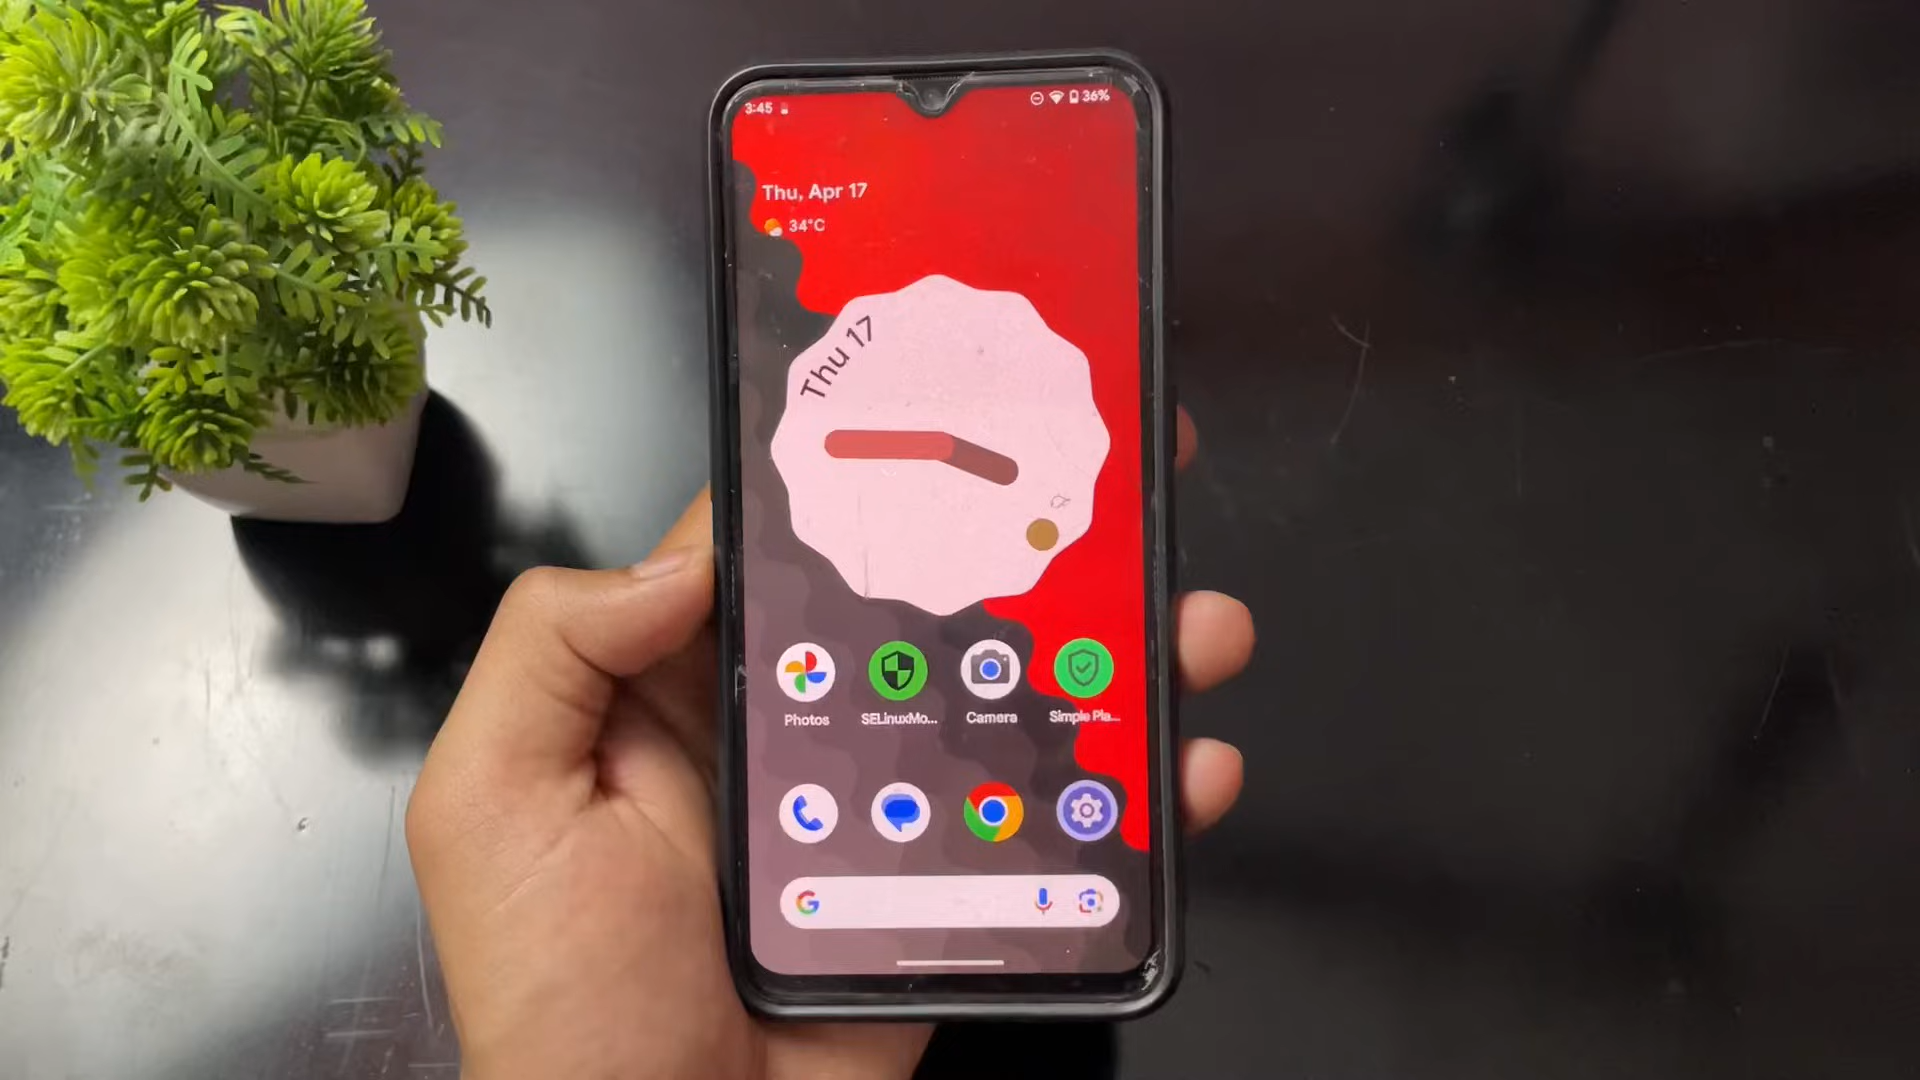 3:45
36%
Thu, Apr 17
34°C
Thu 17
Photos
SELinuxMo...
Camera
Simple Pla...
G